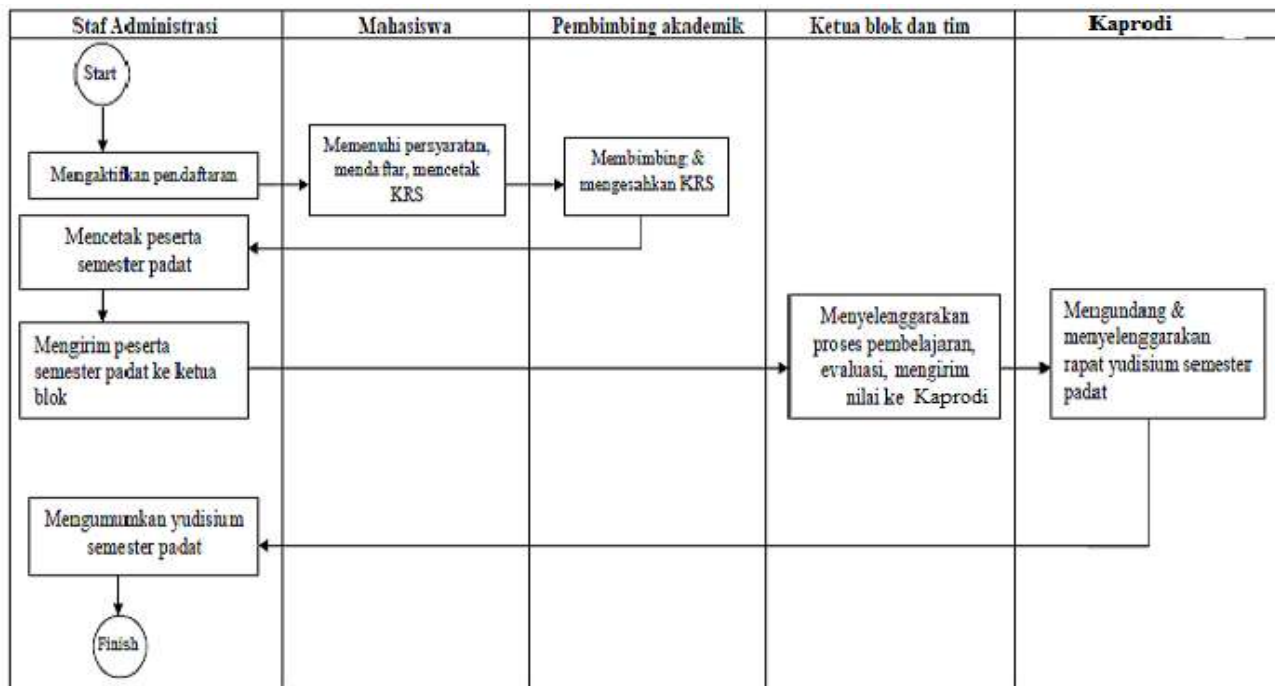 Staf Administrasi
Mahasiswa
Pembimbing akademik
Ketua blok dan tim
Kaprodi
Start
Mengaktifkan pendaftaran
Memenuhi persyaratan,
mendaftar, mencetak
KRS
Membimbing &
mengesahkan KRS
Mencetak peserta
semester padat
Mengirim peserta
semester padat ke ketua
blok
Menyelenggarakan
proses pembelajaran,
evaluasi, mengirim
nilai ke Kaprodi
Mengundang &
menyelenggarakan
rapat yudisium semester
padat
Mengumumkan yudisium
semester padat
Finish